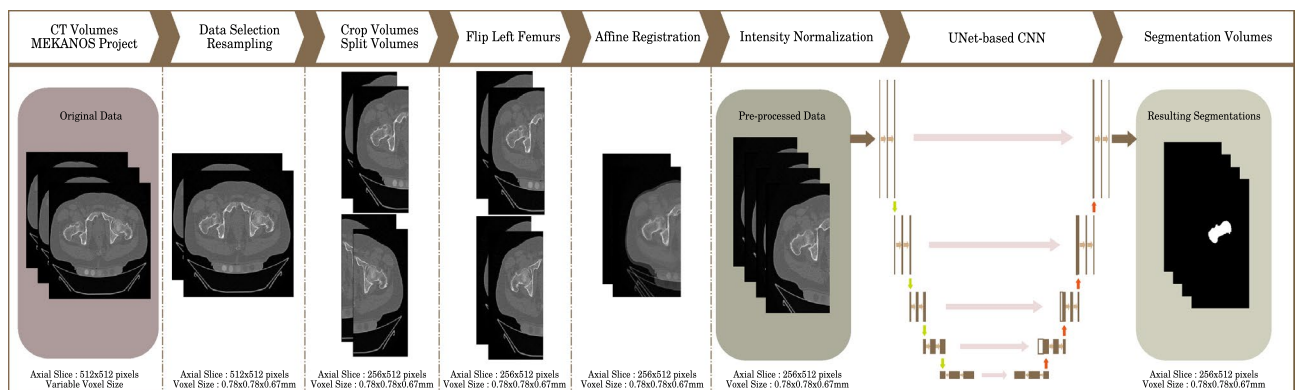 CT Volumes
MEKANOS Project
Data Selection
Resampling
Crop Volumes
Split Volumes
Flip Left Femurs
Affine Registration
Intensity Normalization
UNet-based CNN
Segmentation Volumes
Original Data
Pre-processed Data
Resulting Segmentations
Axial Slice : 512x512 pixels
Variable Voxel Size
Axial Slice : 512x512 pixels
Voxel Size : 0.78x0.78x0.67mm
Axial Slice : 256x512 pixels
Voxel Size : 0.78x0.78x0.67mm
Axial Slice : 256x512 pixels
Voxel Size : 0.78x0.78x0.67mm
Axial Slice : 256x512 pixels
Voxel Size : 0.78x0.78x0.67mm
Axial Slice : 256x512 pixels
Voxel Size : 0.78x0.78x0.67mm
Axial Slice : 256x512 pixels
Voxel Size : 0.78x0.78x0.67mm